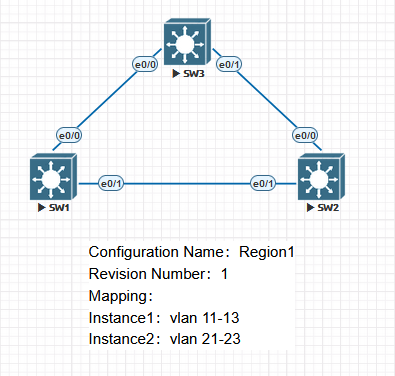 e0/0
e0/1
SW3
e0/0
e0/0
e0/1
e0/1
SW1
SW2
Configuration Name：Region1
Revision Number：1
Mapping：
Instance1：vlan 11-13
Instance2：vlan 21-23